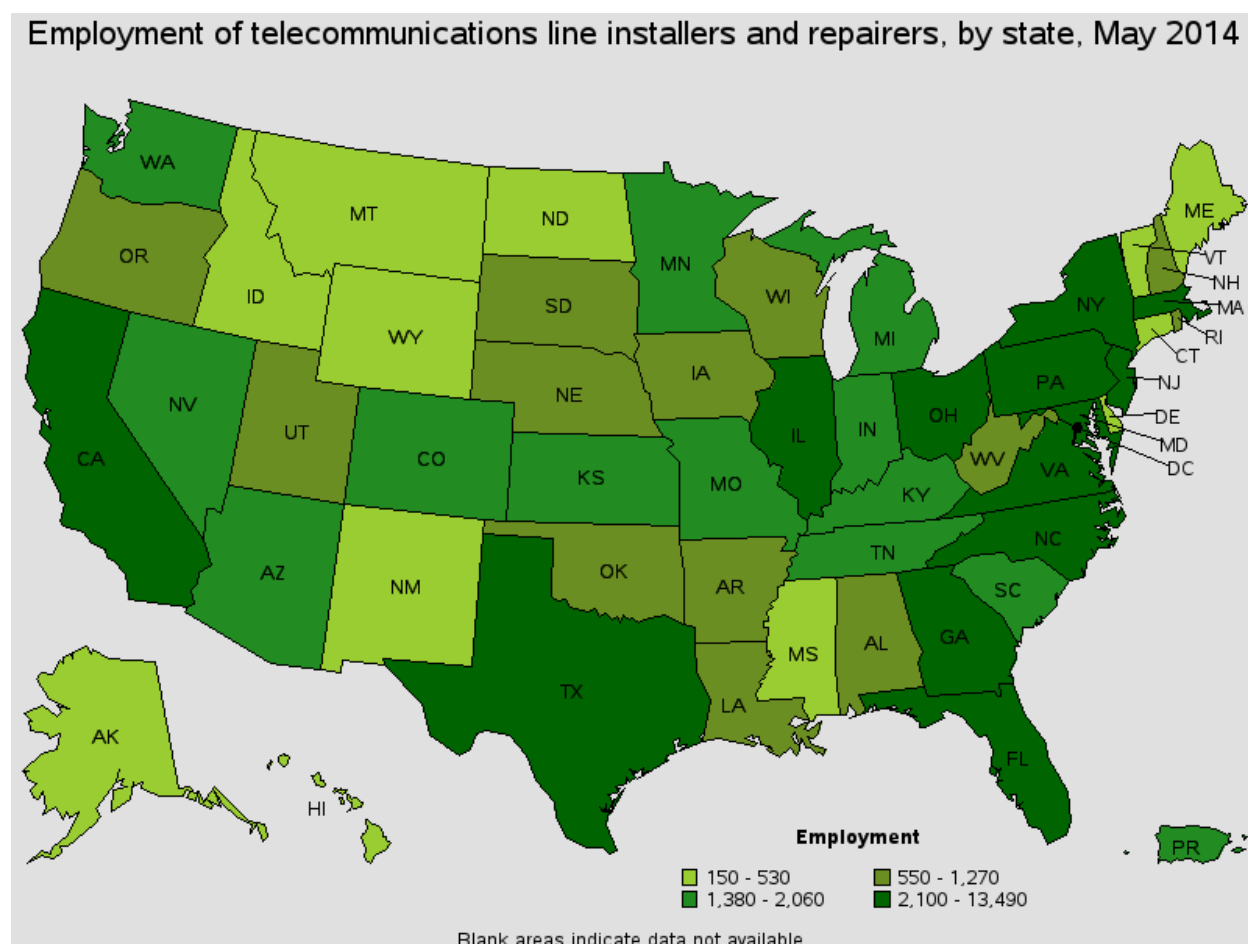 Employment of telecommunications line installers and repairers, by state, May 2014
WA
MT
ND
ME
OR
MN
VT
ID
SD
WI
NH
WY
NY
MA
MI
RI
CT
IA
PA
NJ
NE
NV
OH
DE
UT
IL
IN
MD
CA
CO
WV
DC
KS
MO
VA
KY
NC
TN
AZ
OK
NM
AR
SC
GA
MS
AL
TX
LA
AK
FL
HI
PR
Employment
150 - 530 550 - 1,270
1,380 - 2,060 2,100 - 13,490
Blank areas indicate data not available